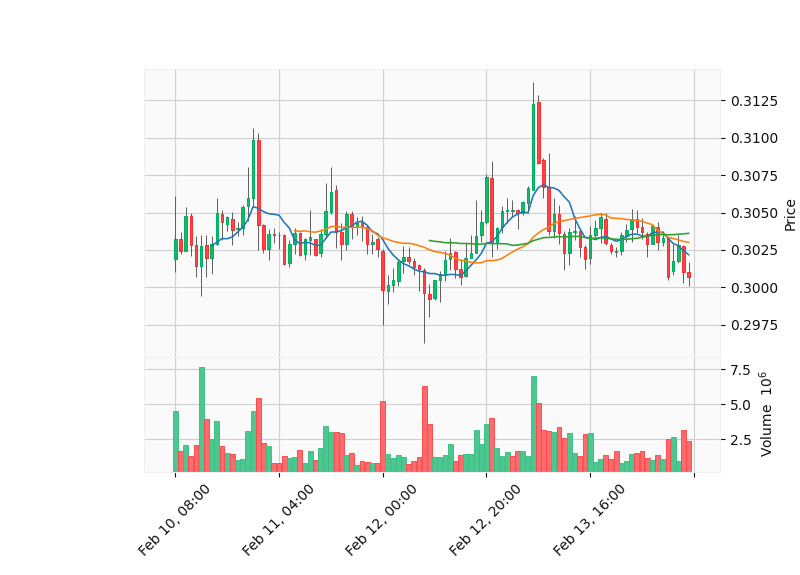 0.3125
0.3100
0.3075
0.3050
0.3025
0.3000
0.2975
Price
7.5
5.0
2.5
Volume 10^6
Feb 10, 08:00
Feb 11, 04:00
Feb 12, 00:00
Feb 12, 20:00
Feb 13, 16:00